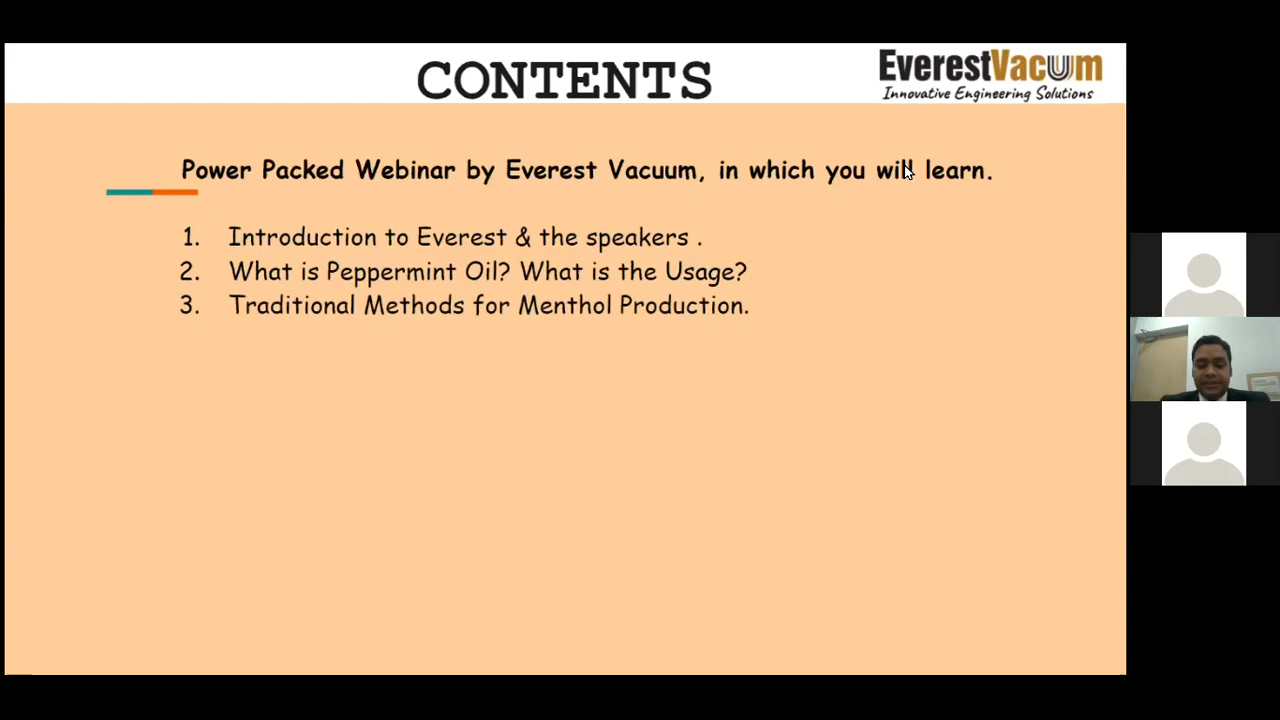 CONTENTS
EverestVacuum
Innovative Engineering Solutions
Power Packed Webinar by Everest Vacuum, in which you will learn.
1. Introduction to Everest & the speakers .
2. What is Peppermint Oil? What is the Usage?
3. Traditional Methods for Menthol Production.